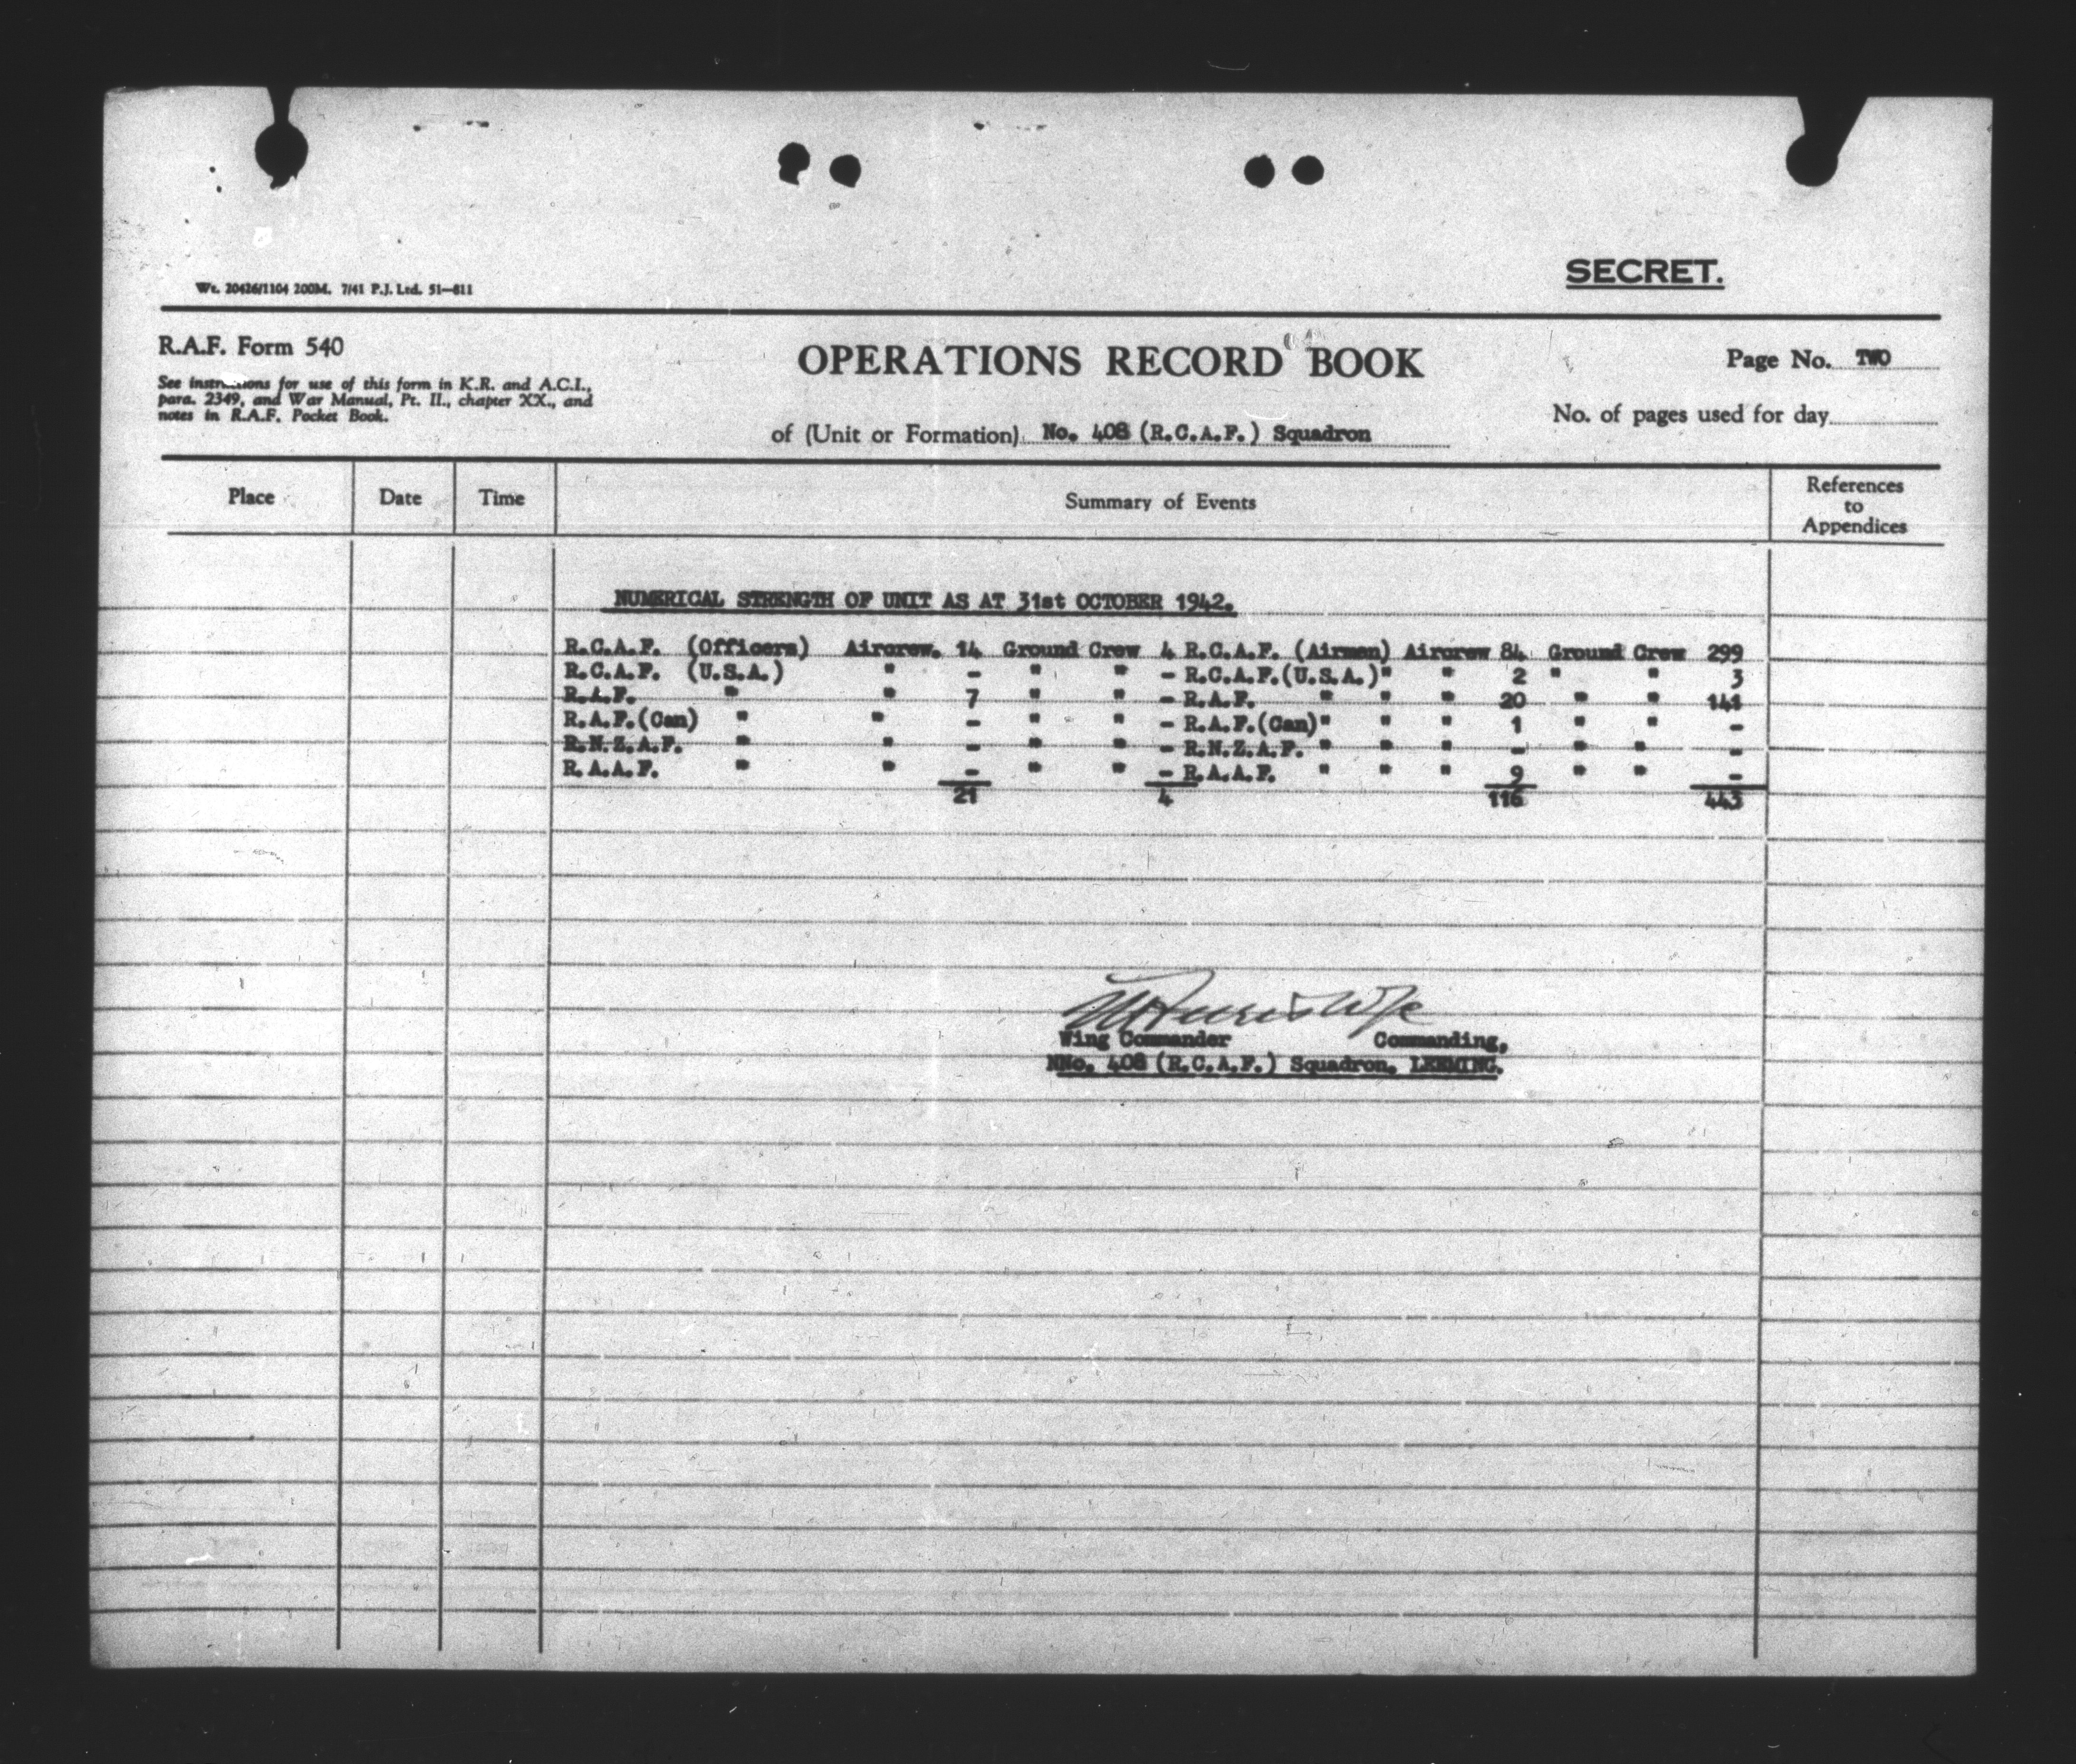 SECRET.
Wt. 20426/1104 200M. 7/41 P.J. Ltd. 51—811
R.A.F. Form 540
See instructions for use of this form in K.R. and A.C.I.,
para. 2349, and War Manual, Pt. II., chapter XX., and
notes in R.A.F. Pocket Book.
OPERATIONS RECORD BOOK
of (Unit or Formation) No. 408 (R.C.A.F.) Squadron
Page No. TWO
No. of pages used for day
Place Date Time Summary of Events References to Appendices
NUMERICAL STRENGTH OF UNIT AS AT 31st OCTOBER 1942.
R.C.A.F. (Officers) Aircrew. 14 Ground Crew 4 R.C.A.F. (Airmen) Aircrew 84 Ground Crew 299
R.C.A.F. (U.S.A.) " - " " - R.C.A.F.(U.S.A.)" " 2 " " 3
R.A.F. " " 7 " " - R.A.F. " " " 20 " " 141
R.A.F.(Can) " " - " " - R.A.F.(Can)" " " 1 " " -
R.N.Z.A.F. " " - " " - R.N.Z.A.F. " " " - " " -
R.A.A.F. " " - " " - R.A.A.F. " " " 9 " " -
21 4 116 443
Wing Commander Commanding,
NNo. 408 (R.C.A.F.) Squadron, LEEMING.